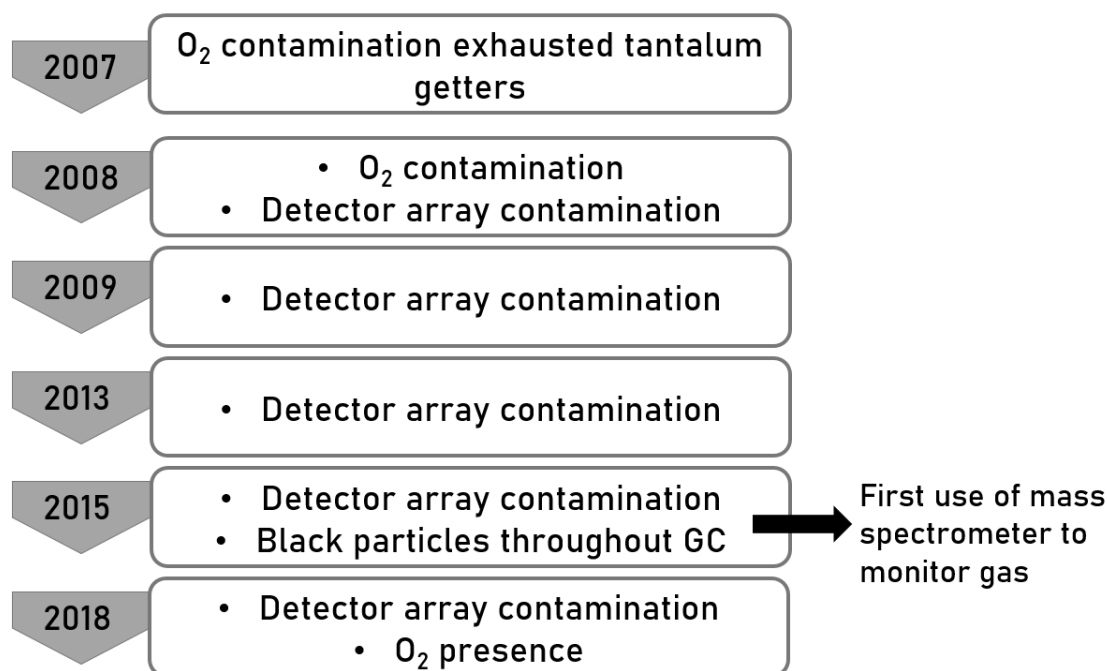 2007
O₂ contamination exhausted tantalum
getters
2008
• O₂ contamination
• Detector array contamination
2009
• Detector array contamination
2013
• Detector array contamination
2015
• Detector array contamination
• Black particles throughout GC
First use of mass
spectrometer to
monitor gas
2018
• Detector array contamination
• O₂ presence